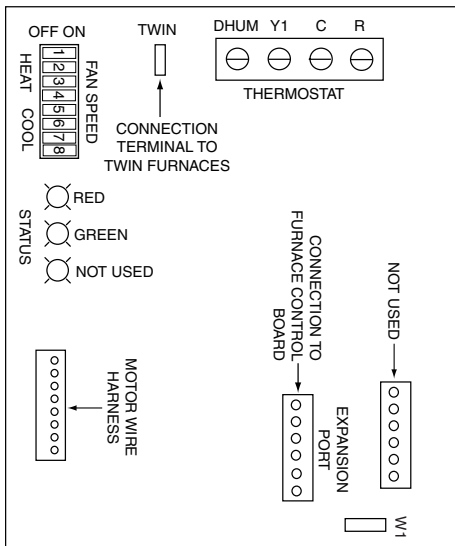 OFF ON
1
2
3
4
5
6
7
8
HEAT
COOL
FAN SPEED
TWIN
CONNECTION
TERMINAL TO
TWIN FURNACES
DHUM Y1 C R
THERMOSTAT
STATUS
RED
GREEN
NOT USED
MOTOR WIRE
HARNESS
CONNECTION TO
FURNACE CONTROL
BOARD
EXPANSION
PORT
NOT USED
W1